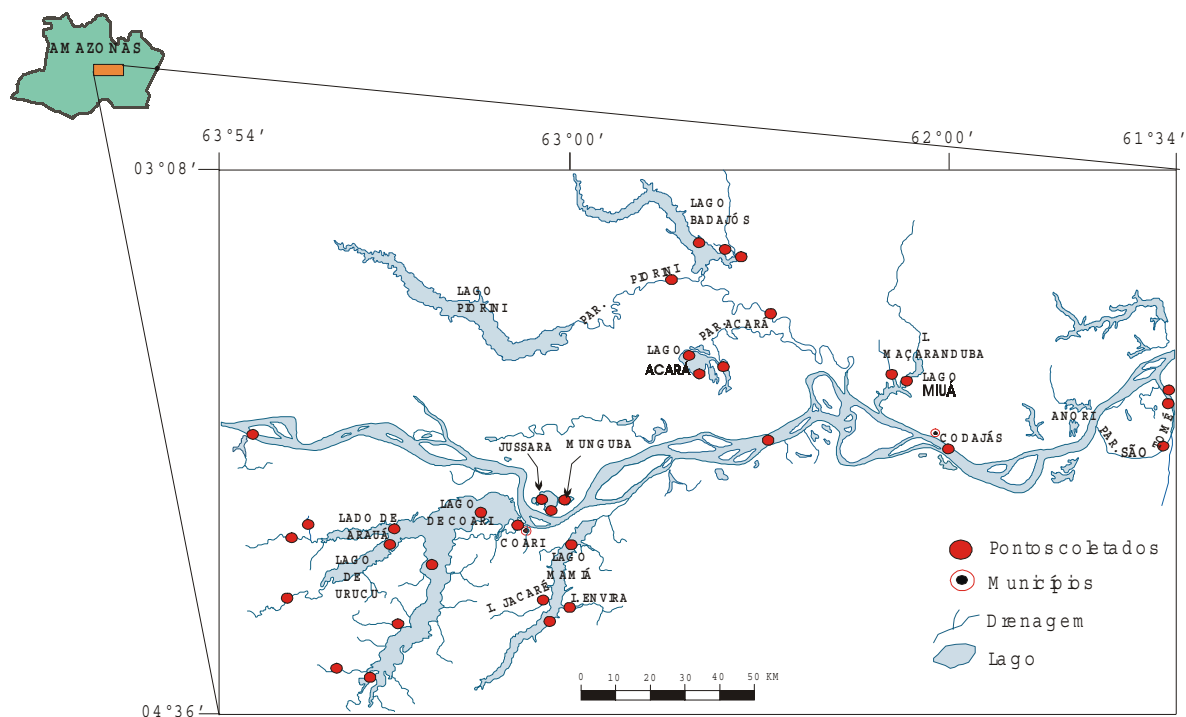 AMAZONAS
63°54′
63°00′
62°00′
61°34′
03°08′
04°36′
LAGO
BADAJÓS
PAR. PIORINI
LAGO
PIORINI
PAR. ACARÁ
LAGO
ACARÁ
I.
MAÇARANDUBA
LAGO
MIUÁ
ANORI
PAR. SÃO TOMÉ
CODAJÁS
JUSSARA
MUNGUBA
LAGO
DE COARI
LADO DE
ARAUÁ
COARI
LAGO
DE
URUCU
LAGO
MAMIÁ
I. JACARÉ
I. ENVIRA
Pontos coletados
Municípios
Drenagem
Lago
0 10 20 30 40 50 KM